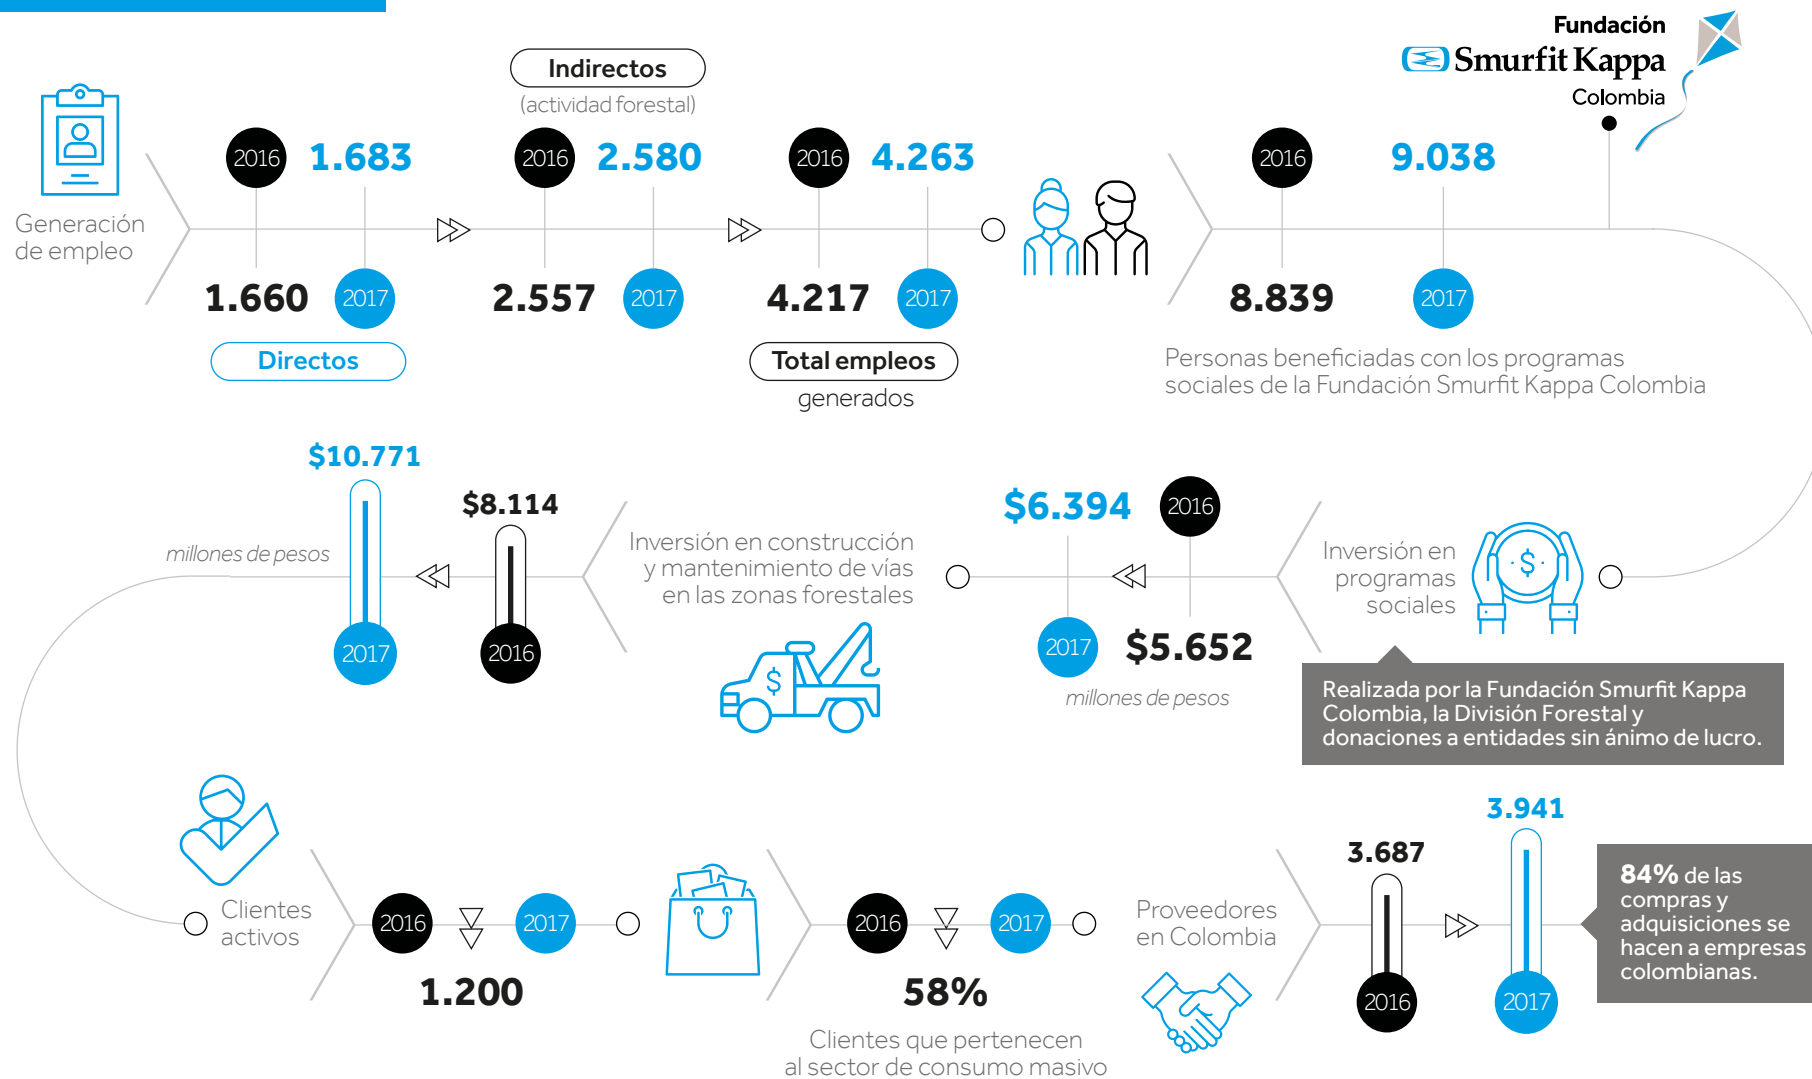 Fundación
Smurfit Kappa
Colombia
Generación
de empleo
2016
1.683
1.660
2017
Directos
Indirectos
(actividad forestal)
2016
2.580
2.557
2017
2016
4.263
4.217
2017
Total empleos
generados
2016
9.038
8.839
2017
Personas beneficiadas con los programas
sociales de la Fundación Smurfit Kappa Colombia
Inversión en
programas
sociales
$
Realizada por la Fundación Smurfit Kappa
Colombia, la División Forestal y
donaciones a entidades sin ánimo de lucro.
$6.394
2016
2017
$5.652
millones de pesos
Inversión en construcción
y mantenimiento de vías
en las zonas forestales
$
$10.771
$8.114
millones de pesos
2017
2016
Clientes
activos
2016
2017
1.200
2016
2017
58%
Clientes que pertenecen
al sector de consumo masivo
Proveedores
en Colombia
3.687
2016
3.941
2017
84% de las
compras y
adquisiciones se
hacen a empresas
colombianas.